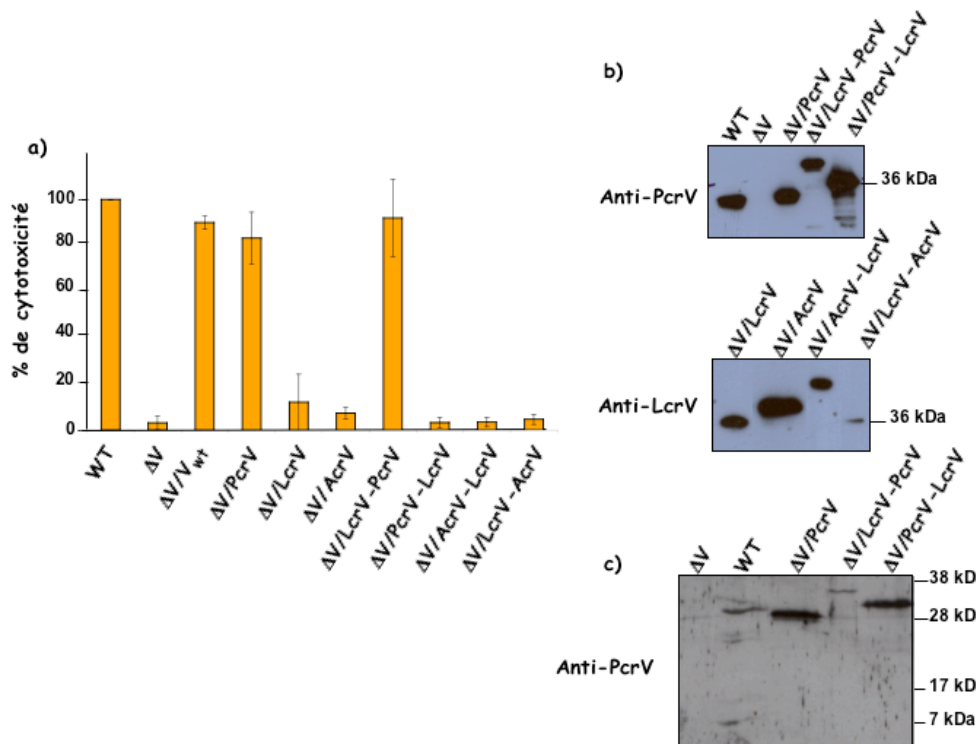 a)
% de cytotoxicité
100
80
60
40
20
0
WT
ΔV
ΔV/Vwt
ΔV/PcrV
ΔV/LcrV
ΔV/AcrV
ΔV/LcrV-PcrV
ΔV/PcrV-LcrV
ΔV/AcrV-LcrV
ΔV/LcrV-AcrV
b)
WT
ΔV
ΔV/PcrV
ΔV/LcrV-PcrV
ΔV/PcrV-LcrV
Anti-PcrV
36 kDa
ΔV/LcrV
ΔV/AcrV
ΔV/AcrV-LcrV
ΔV/LcrV-AcrV
Anti-LcrV
36 kDa
c)
ΔV
WT
ΔV/PcrV
ΔV/LcrV-PcrV
ΔV/PcrV-LcrV
Anti-PcrV
38 kD
28 kD
17 kD
7 kDa